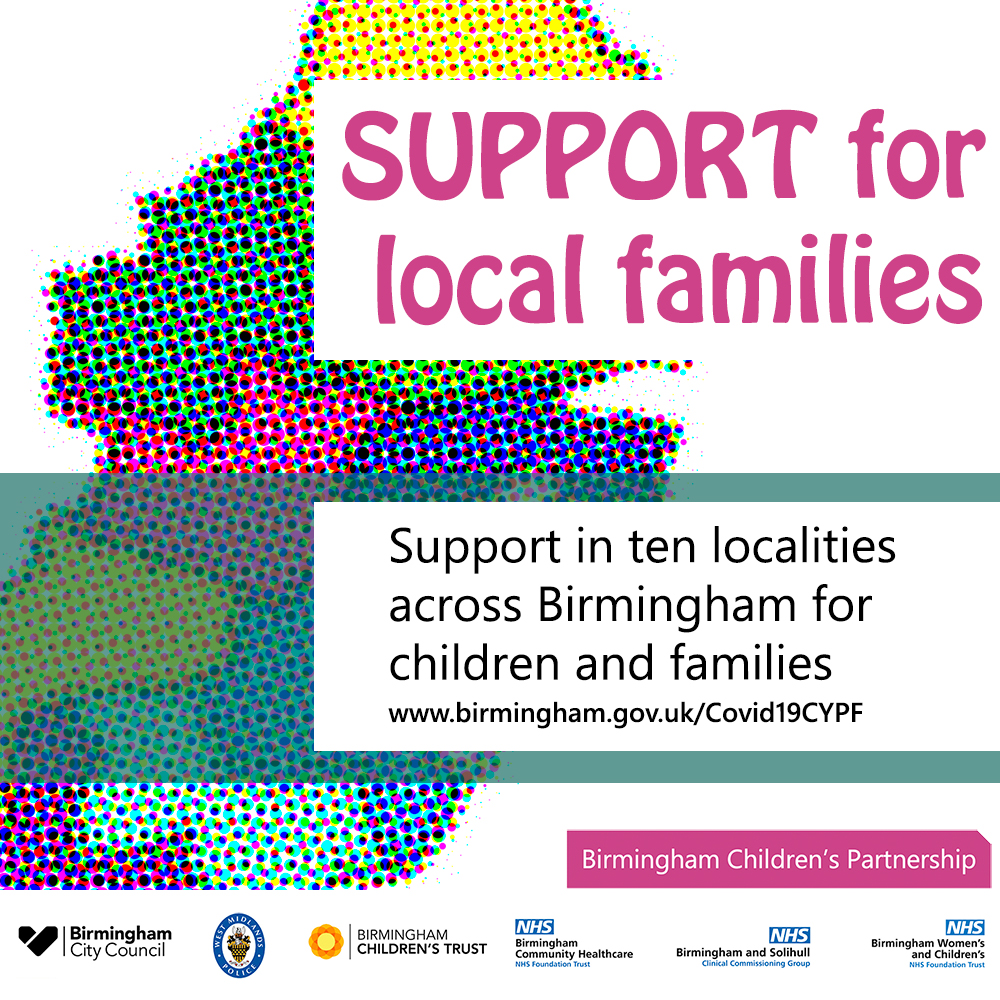 SUPPORT for
local families
Support in ten localities
across Birmingham for
children and families
www.birmingham.gov.uk/Covid19CYPF
Birmingham Children's Partnership
Birmingham
City Council
WEST MIDLANDS
POLICE
BIRMINGHAM
CHILDREN'S TRUST
NHS
Birmingham
Community Healthcare
NHS Foundation Trust
NHS
Birmingham and Solihull
Clinical Commissioning Group
NHS
Birmingham Women's
and Children's
NHS Foundation Trust